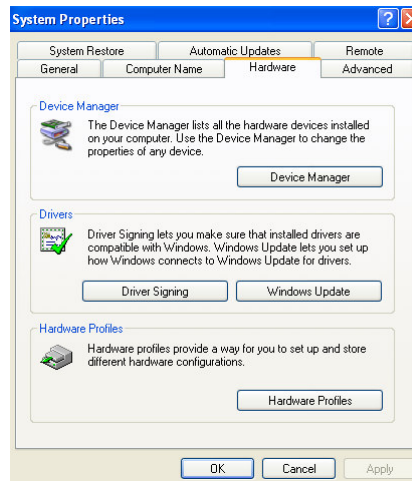 System Properties
System Restore Automatic Updates Remote
General Computer Name Hardware Advanced
Device Manager
The Device Manager lists all the hardware devices installed
on your computer. Use the Device Manager to change the
properties of any device.
Device Manager
Drivers
Driver Signing lets you make sure that installed drivers are
compatible with Windows. Windows Update lets you set up
how Windows connects to Windows Update for drivers.
Driver Signing Windows Update
Hardware Profiles
Hardware profiles provide a way for you to set up and store
different hardware configurations.
Hardware Profiles
OK Cancel Apply